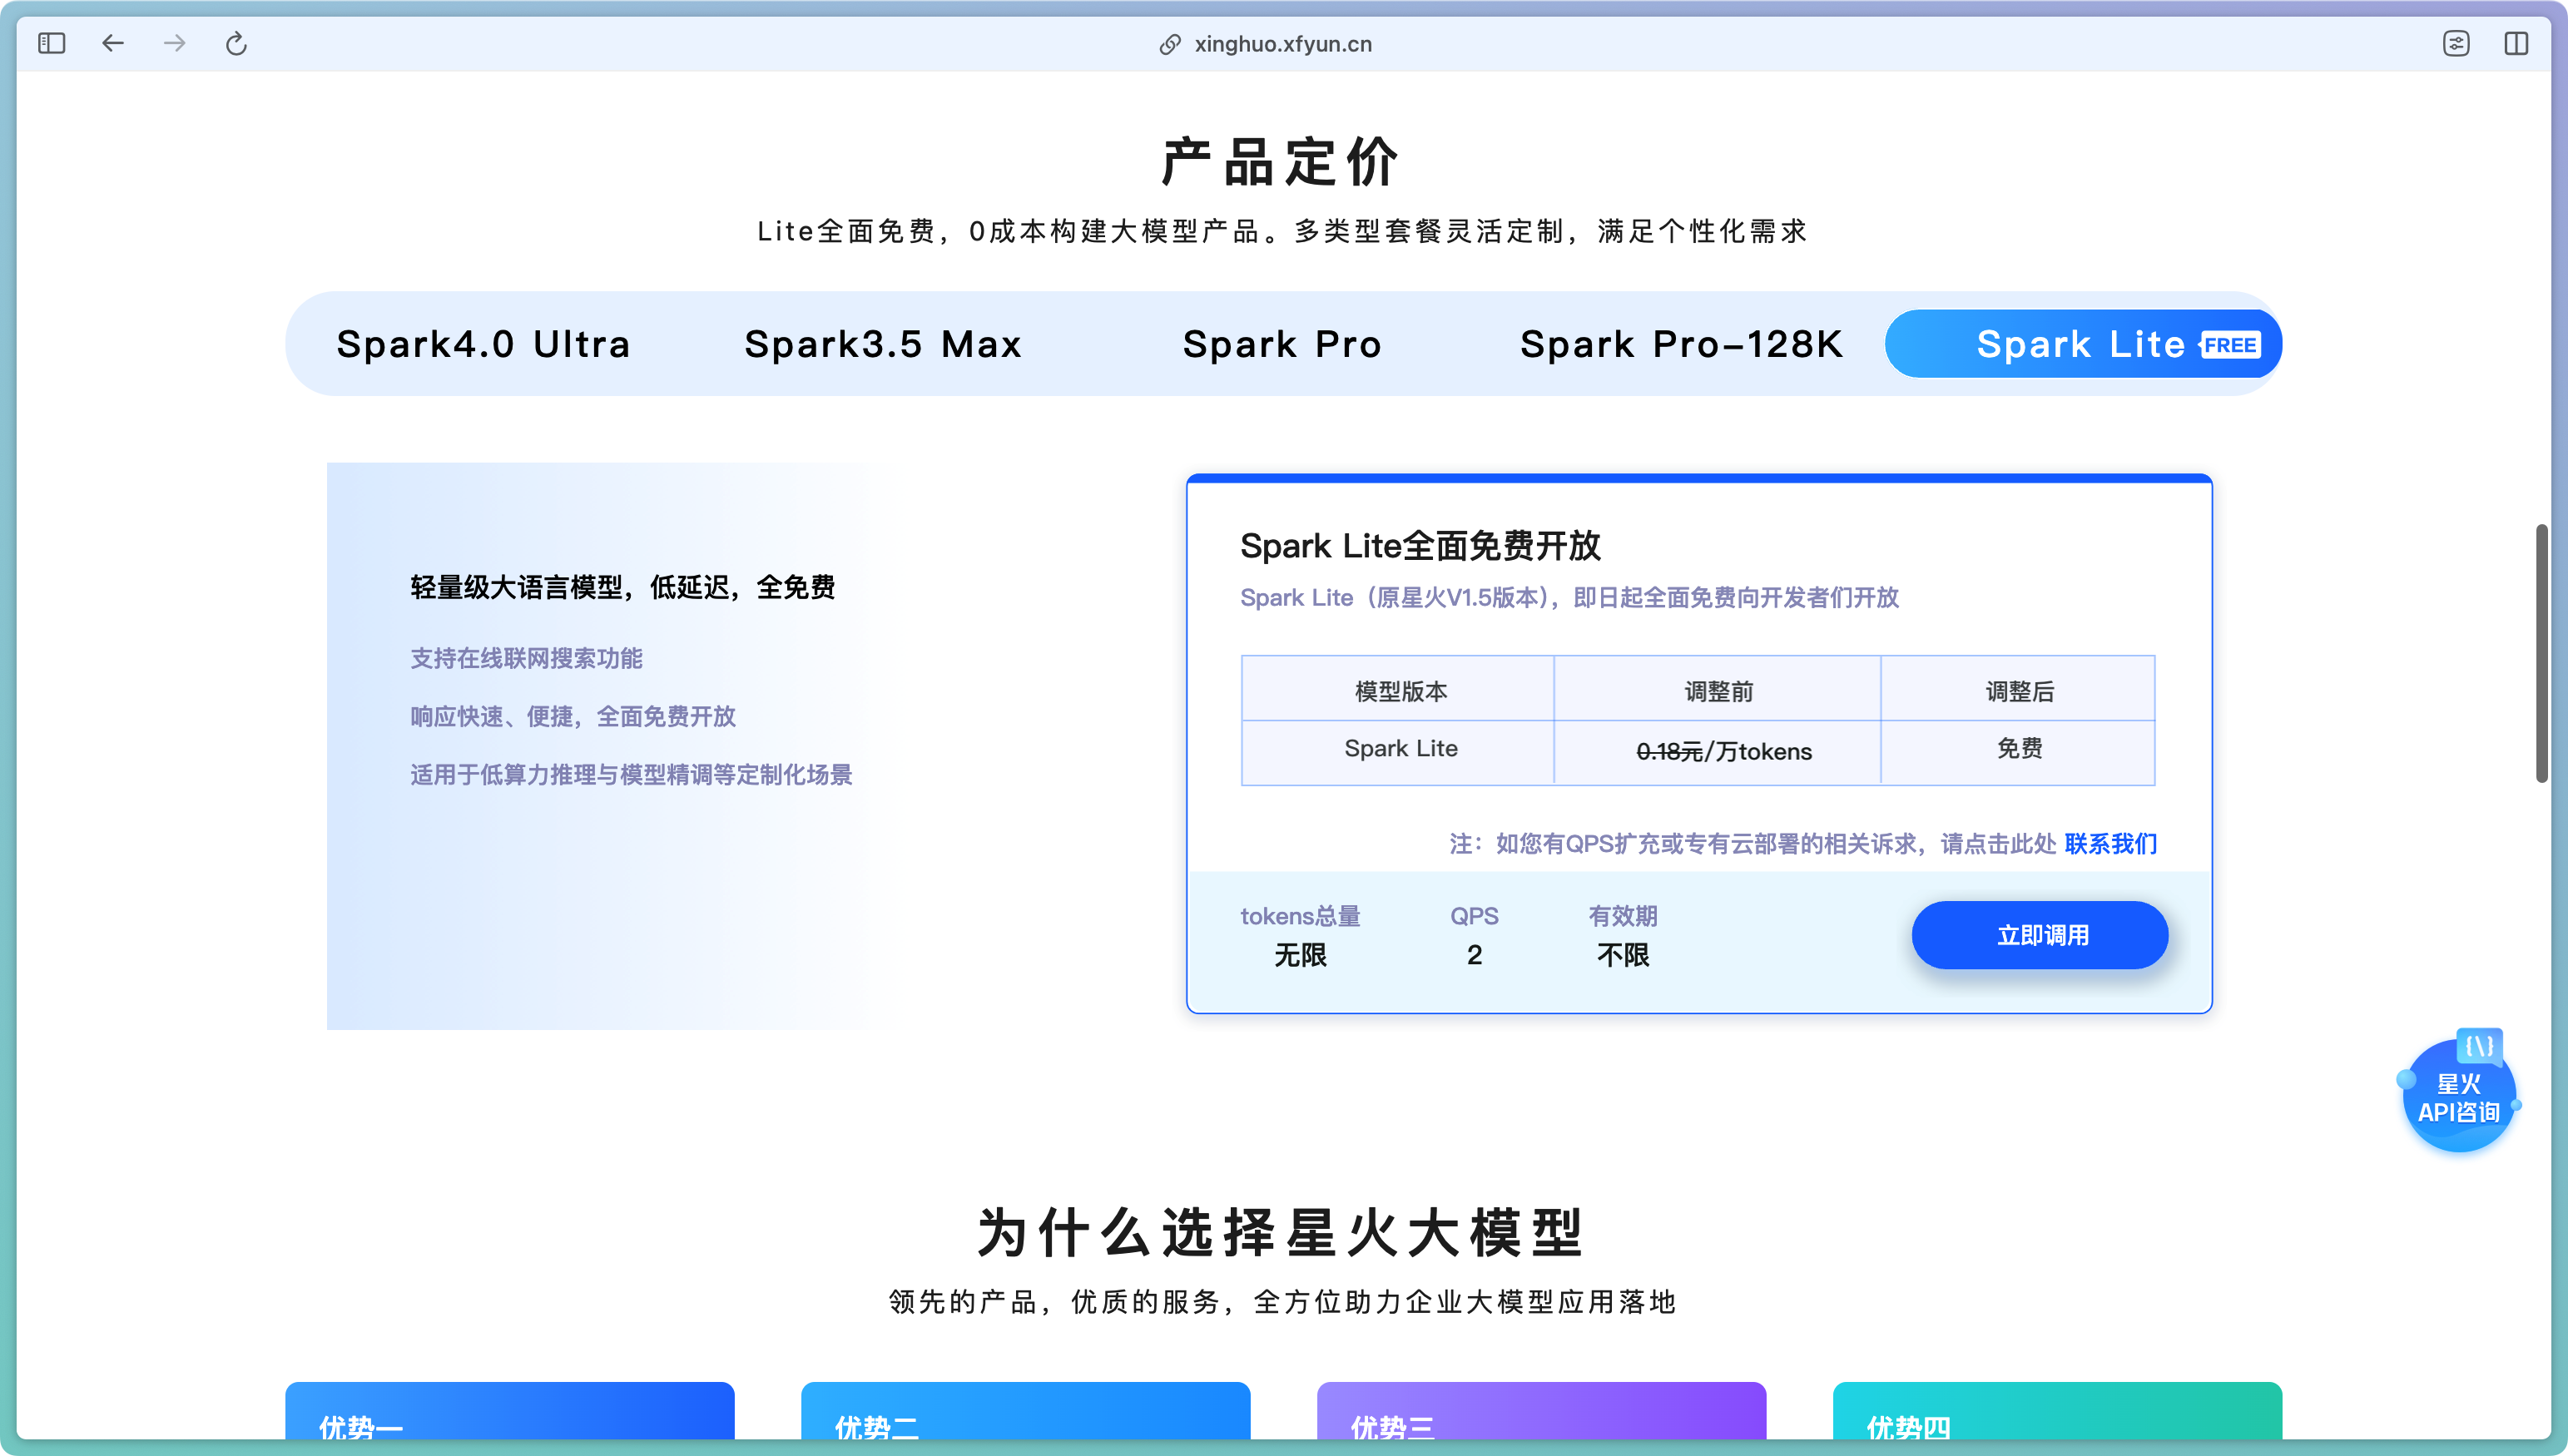 xinghuo.xfyun.cn
产品定价
Lite全面免费，0成本构建大模型产品。多类型套餐灵活定制，满足个性化需求
Spark4.0 Ultra
Spark3.5 Max
Spark Pro
Spark Pro-128K
Spark Lite FREE
轻量级大语言模型，低延迟，全免费
支持在线联网搜索功能
响应快速、便捷，全面免费开放
适用于低算力推理与模型精调等定制化场景
Spark Lite全面免费开放
Spark Lite（原星火V1.5版本），即日起全面免费向开发者们开放
模型版本 调整前 调整后
Spark Lite 0.18元/万tokens 免费
注：如您有QPS扩充或专有云部署的相关诉求，请点击此处 联系我们
tokens总量 QPS 有效期
无限 2 不限
立即调用
{\}
星火
API咨询
为什么选择星火大模型
领先的产品，优质的服务，全方位助力企业大模型应用落地
优势一
优势二
优势三
优势四